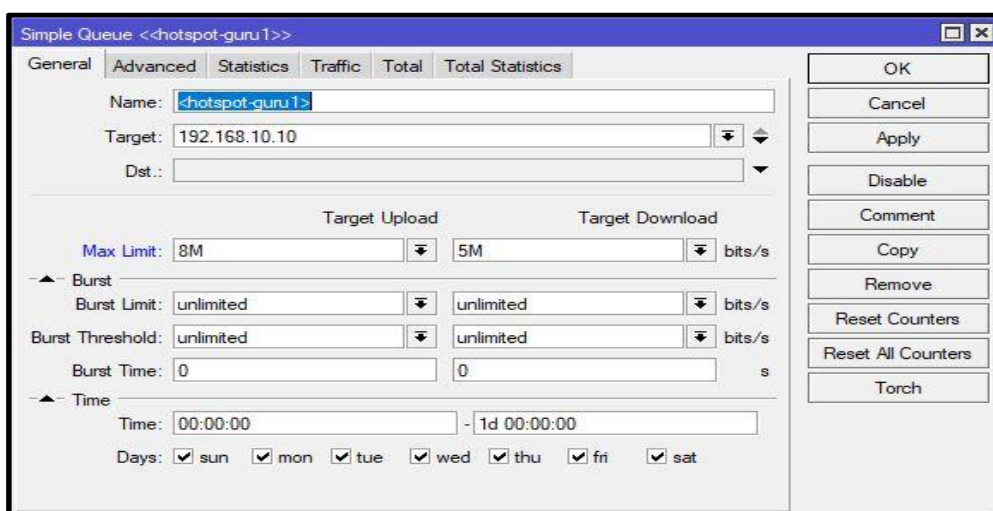 Simple Queue <<hotspot-guru1>>
General Advanced Statistics Traffic Total Total Statistics
Name: <hotspot-guru1>
Target: 192.168.10.10
Dst.:
Target Upload Target Download
Max Limit: 8M 5M bits/s
Burst
Burst Limit: unlimited unlimited bits/s
Burst Threshold: unlimited unlimited bits/s
Burst Time: 0 0 s
Time
Time: 00:00:00 - 1d 00:00:00
Days: sun mon tue wed thu fri sat
OK
Cancel
Apply
Disable
Comment
Copy
Remove
Reset Counters
Reset All Counters
Torch